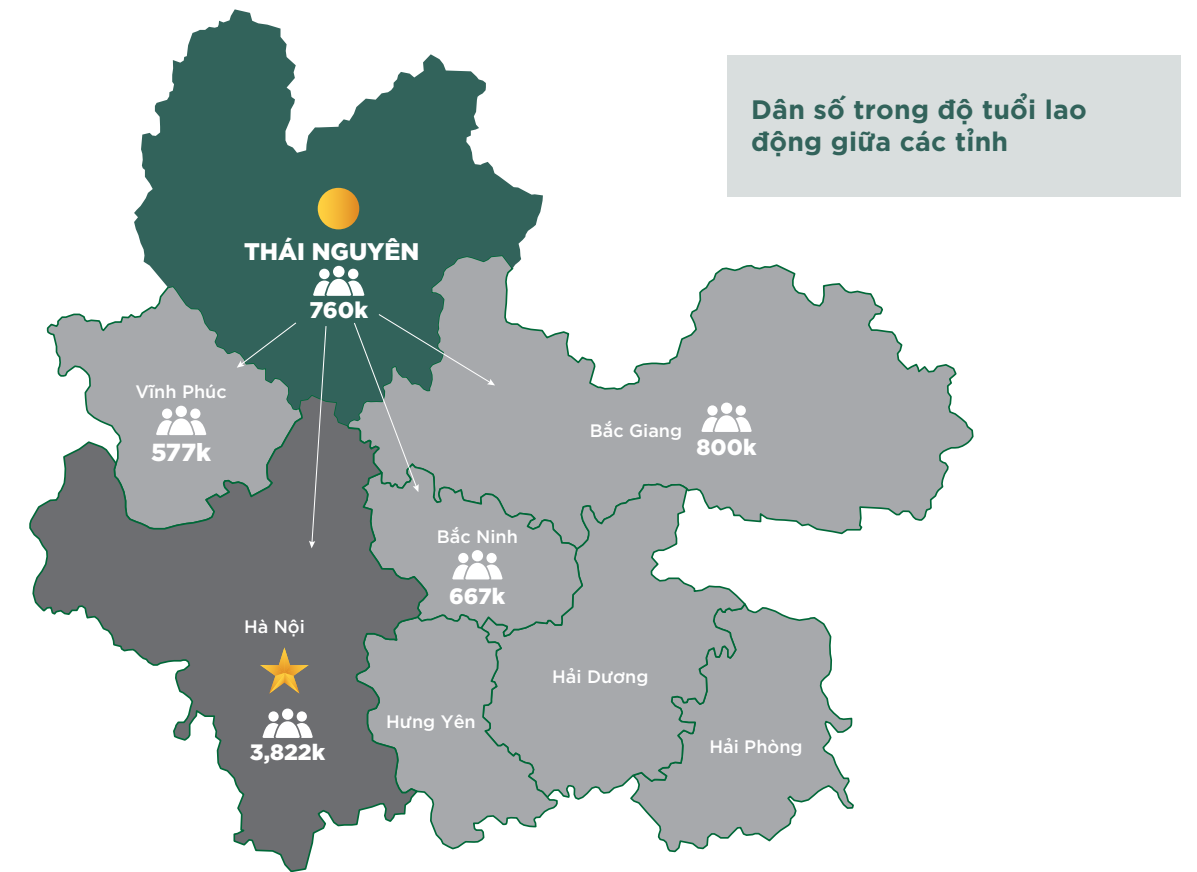 Dân số trong độ tuổi lao
động giữa các tỉnh
THÁI NGUYÊN
760k
Vĩnh Phúc
577k
Bắc Giang
800k
Bắc Ninh
667k
Hà Nội
3,822k
Hưng Yên
Hải Dương
Hải Phòng